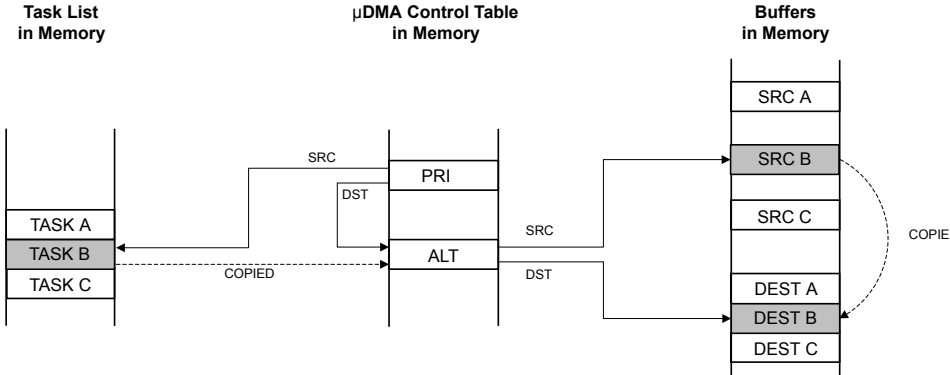 Task List
in Memory
µDMA Control Table
in Memory
Buffers
in Memory
SRC A
SRC
SRC B
PRI
DST
TASK A
SRC C
SRC
COPIE
TASK B
ALT
COPIED
DST
TASK C
DEST A
DEST B
DEST C